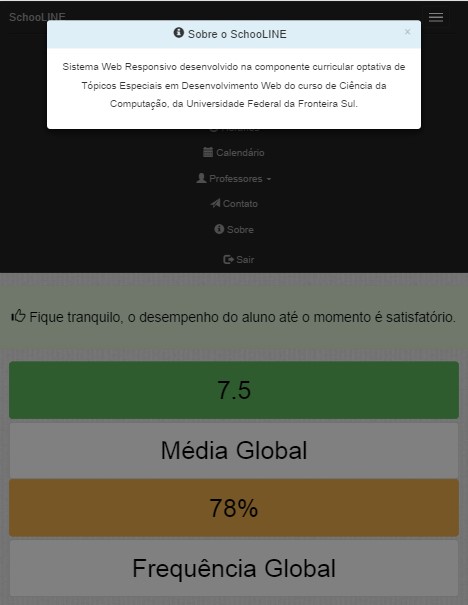 SchooLINE
Sobre o SchooLINE
×
Sistema Web Responsivo desenvolvido na componente curricular optativa de
Tópicos Especiais em Desenvolvimento Web do curso de Ciência da
Computação, da Universidade Federal da Fronteira Sul.
Calendário
Professores
Contato
Sobre
Sair
Fique tranquilo, o desempenho do aluno até o momento é satisfatório.
7.5
Média Global
78%
Frequência Global